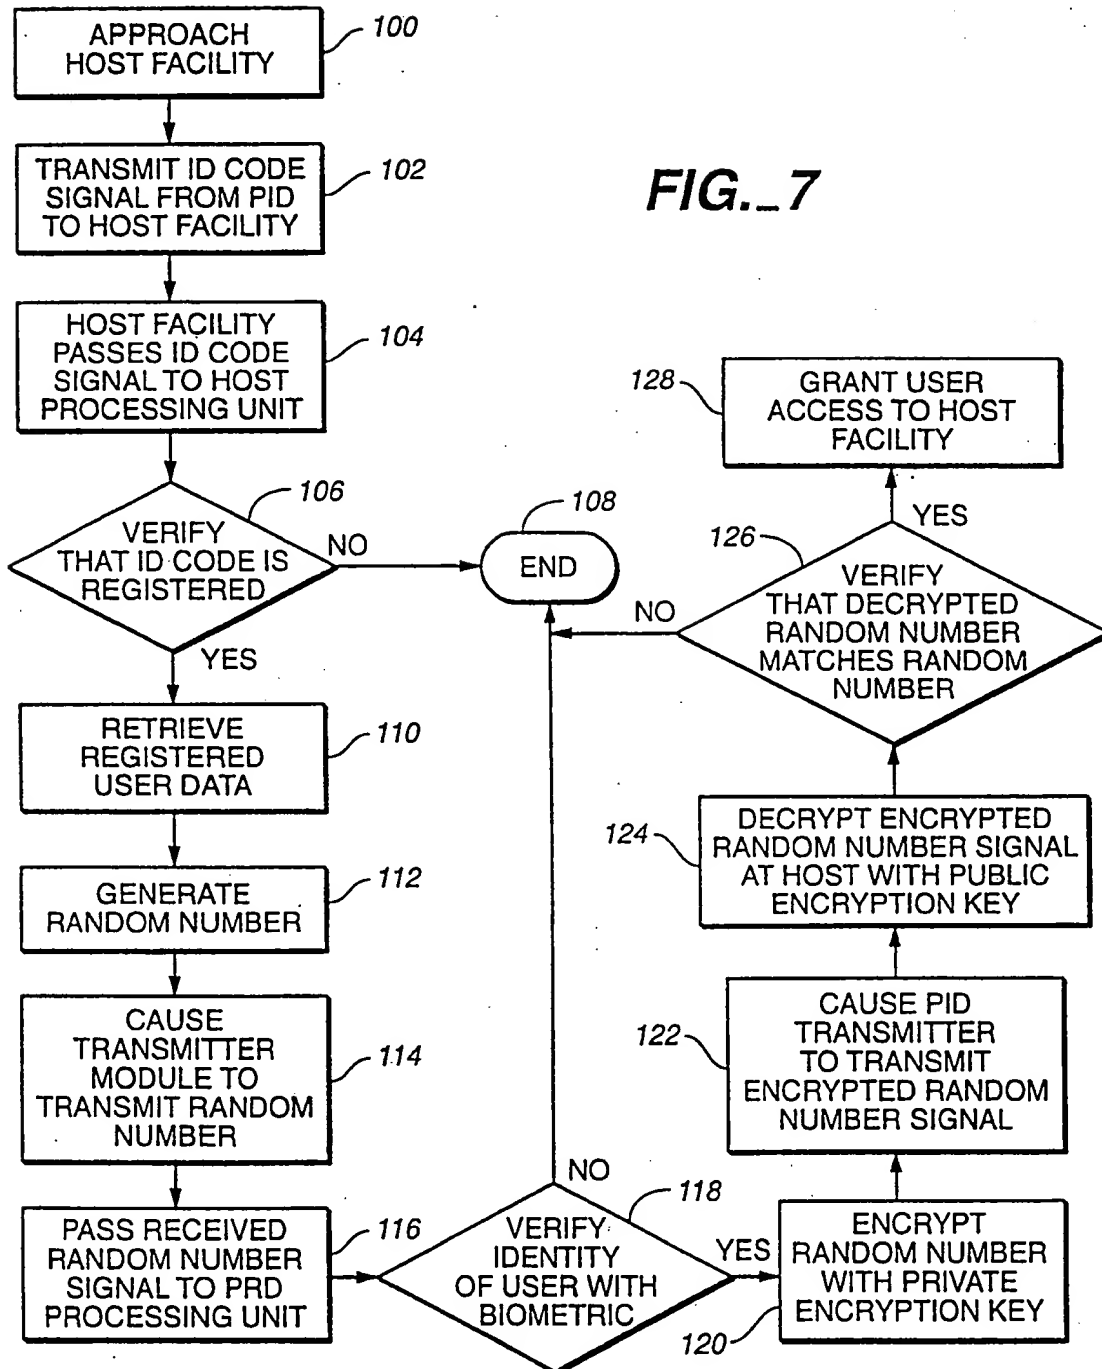 APPROACH
HOST FACILITY
100
TRANSMIT ID CODE
SIGNAL FROM PID
TO HOST FACILITY
102
FIG._7
HOST FACILITY
PASSES ID CODE
SIGNAL TO HOST
PROCESSING UNIT
104
VERIFY
THAT ID CODE IS
REGISTERED
106
NO
YES
108
END
RETRIEVE
REGISTERED
USER DATA
110
GENERATE
RANDOM NUMBER
112
CAUSE
TRANSMITTER
MODULE TO
TRANSMIT RANDOM
NUMBER
114
PASS RECEIVED
RANDOM NUMBER
SIGNAL TO PRD
PROCESSING UNIT
116
VERIFY
IDENTITY
OF USER WITH
BIOMETRIC
118
NO
YES
ENCRYPT
RANDOM NUMBER
WITH PRIVATE
ENCRYPTION KEY
120
CAUSE PID
TRANSMITTER
TO TRANSMIT
ENCRYPTED RANDOM
NUMBER SIGNAL
122
DECRYPT ENCRYPTED
RANDOM NUMBER SIGNAL
AT HOST WITH PUBLIC
ENCRYPTION KEY
124
VERIFY
THAT DECRYPTED
RANDOM NUMBER
MATCHES RANDOM
NUMBER
126
NO
YES
GRANT USER
ACCESS TO HOST
FACILITY
128